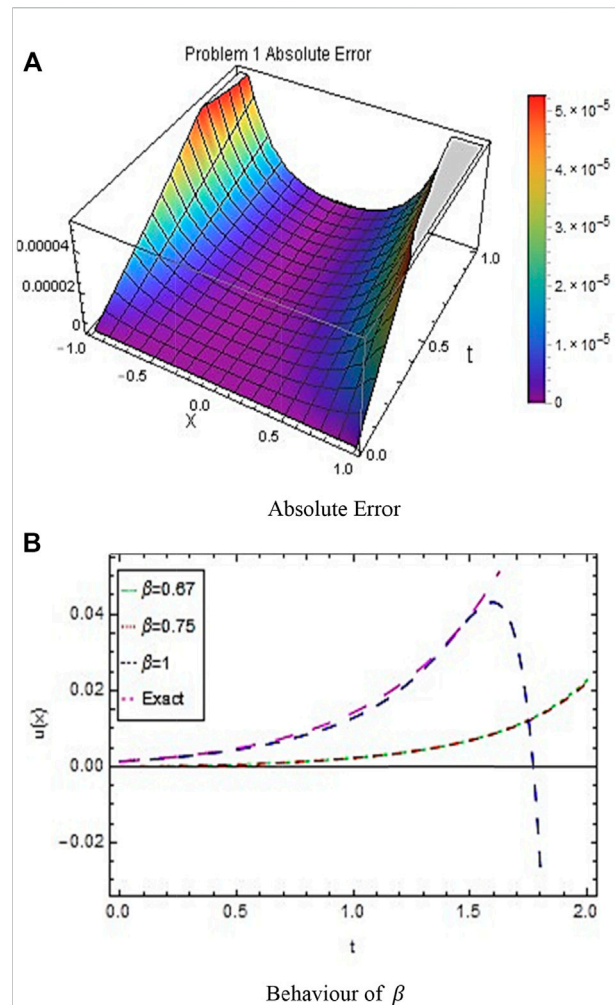 A
Problem 1 Absolute Error
5. × 10⁻⁵
5. × 10⁻⁵
2. × 10⁻⁵
1. × 10⁻⁵
0
0.00004
0.00002
0
-1.0
-0.5
0.0
0.5
1.0
X
0.0
0.5
1.0
t
Absolute Error
B
β=0.67
β=0.75
β=1
Exact
0.04
0.02
0.00
-0.02
u(x)
0.0 0.5 1.0 1.5 2.0
t
Behaviour of β